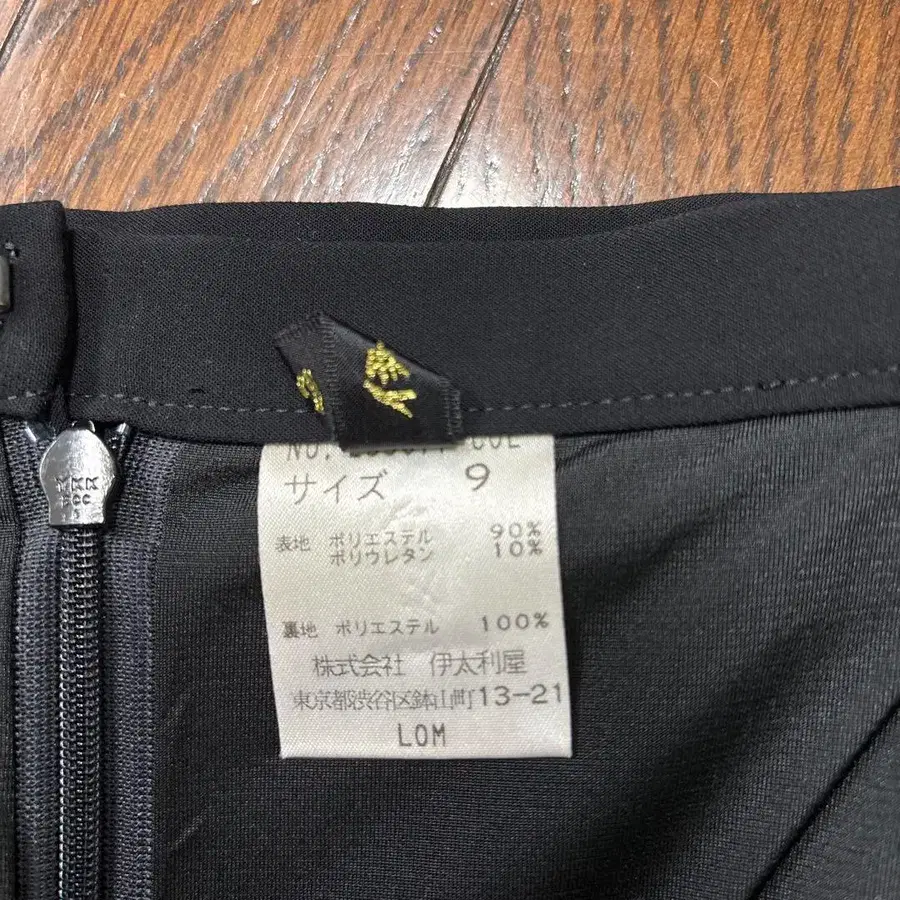 サイズ 9
表地 ポリエステル 90%
ポリウレタン 10%
裏地 ポリエステル 100%
株式会社 伊太利屋
東京都渋谷区鉢山町13-21
LOM
YKK